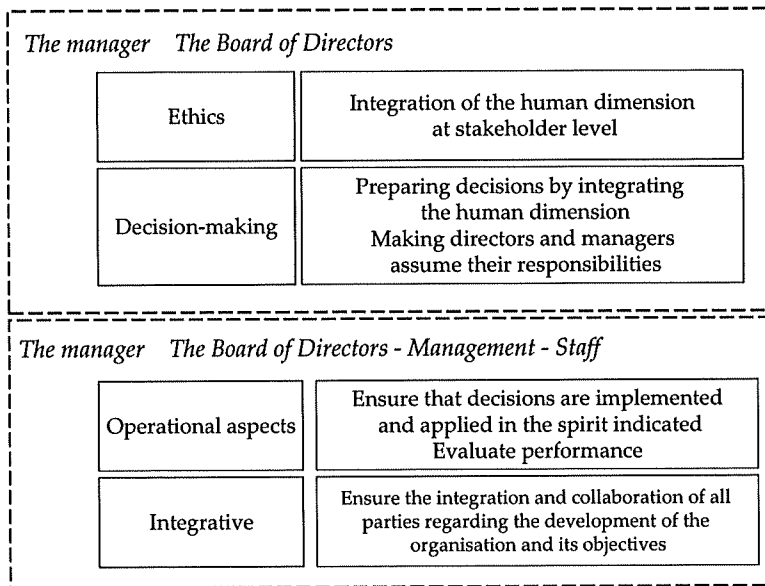 The manager The Board of Directors
Ethics
Integration of the human dimension
at stakeholder level
Decision-making
Preparing decisions by integrating
the human dimension
Making directors and managers
assume their responsibilities
The manager The Board of Directors - Management - Staff
Operational aspects
Ensure that decisions are implemented
and applied in the spirit indicated
Evaluate performance
Integrative
Ensure the integration and collaboration of all
parties regarding the development of the
organisation and its objectives